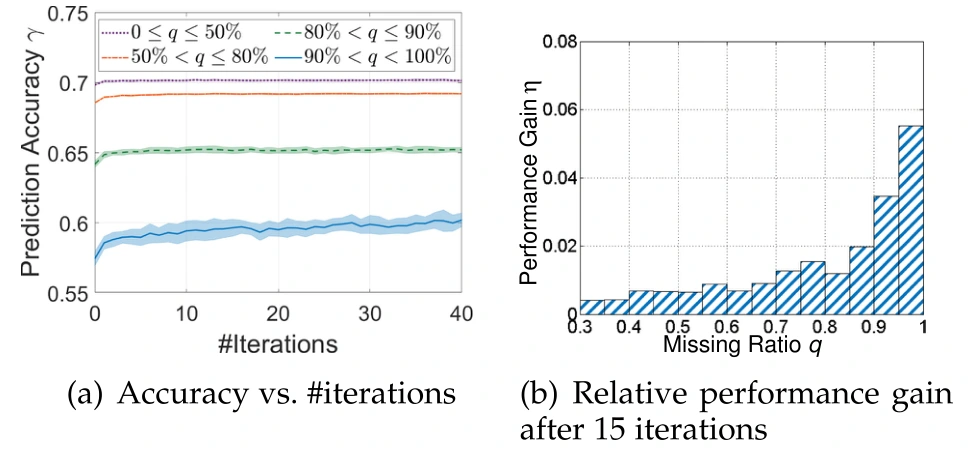 0.75
0.7
0.65
0.6
0.55
Prediction Accuracy γ
0 ≤ q ≤ 50%
80% < q ≤ 90%
50% < q ≤ 80%
90% < q < 100%
0
10
20
30
40
#Iterations
(a) Accuracy vs. #iterations
0.08
0.06
0.04
0.02
0
Performance Gain η
0.3
0.4
0.5
0.6
0.7
0.8
0.9
1
Missing Ratio q
(b) Relative performance gain
after 15 iterations